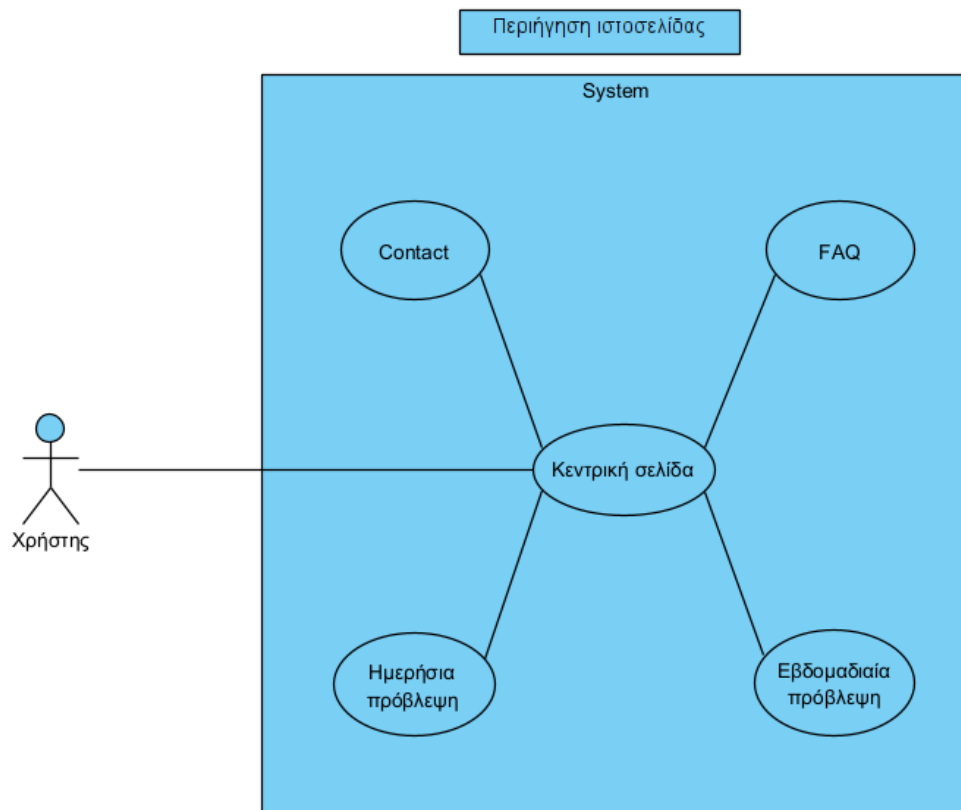 Περιήγηση ιστοσελίδας
System
Contact
FAQ
Κεντρική σελίδα
Χρήστης
Ημερήσια
πρόβλεψη
Εβδομαδιαία
πρόβλεψη